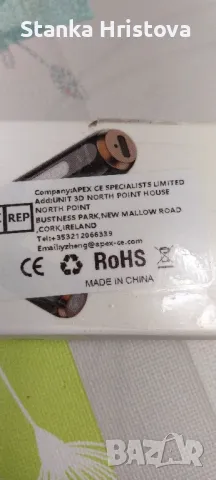 Stanka Hristova
Company:APEX CE SPECIALISTS LIMITED
Add:UNIT 3D NORTH POINT HOUSE
NORTH POINT
REP
BUSTNESS PARK,NEW MALLOW ROAD
,CORK,IRELAND
Tel:+353212066339
Email:yzheng@apex-ce.com
CE RoHS
MADE IN CHINA
bazar